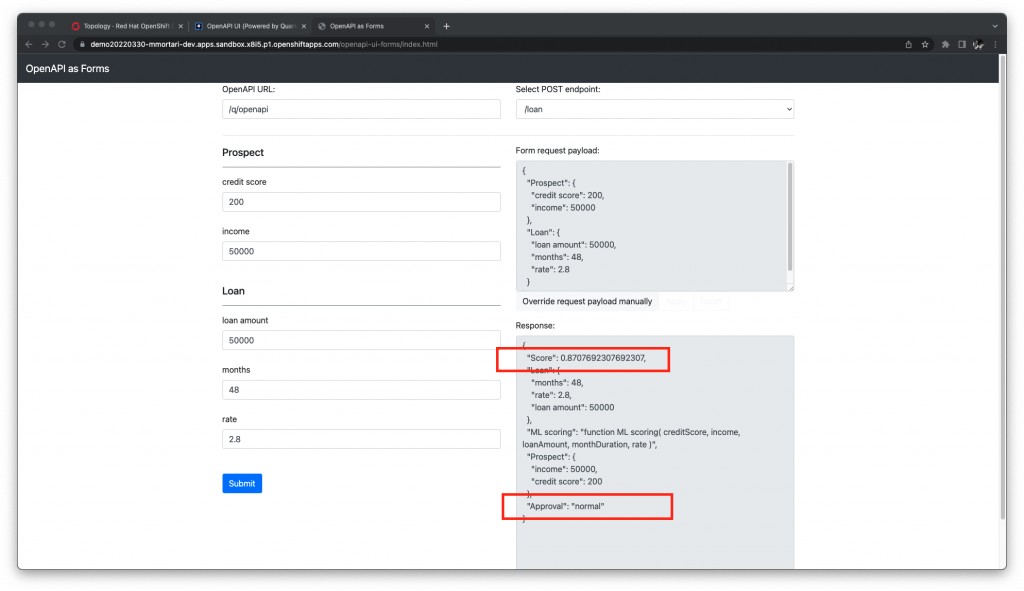 Topology · Red Hat OpenShift
OpenAPI UI (Powered by Quar
OpenAPI as Forms
demo20220330-mmortari-dev.apps.sandbox.x8i5.p1.openshiftapps.com/openapi-ui-forms/index.html
OpenAPI as Forms
OpenAPI URL:
/q/openapi
Select POST endpoint:
/loan
Prospect
credit score
200
income
50000
Loan
loan amount
50000
months
48
rate
2.8
Submit
Form request payload:
{
"Prospect": {
"credit score": 200,
"income": 50000
},
"Loan": {
"loan amount": 50000,
"months": 48,
"rate": 2.8
}
Override request payload manually
Response:
{
"Score": 0.8707692307692307,
"Loan": {
"months": 48,
"rate": 2.8,
"loan amount": 50000
},
"ML scoring": "function ML scoring( creditScore, income,
loanAmount, monthDuration, rate )",
"Prospect": {
"income": 50000,
"credit score": 200
},
"Approval": "normal"
}